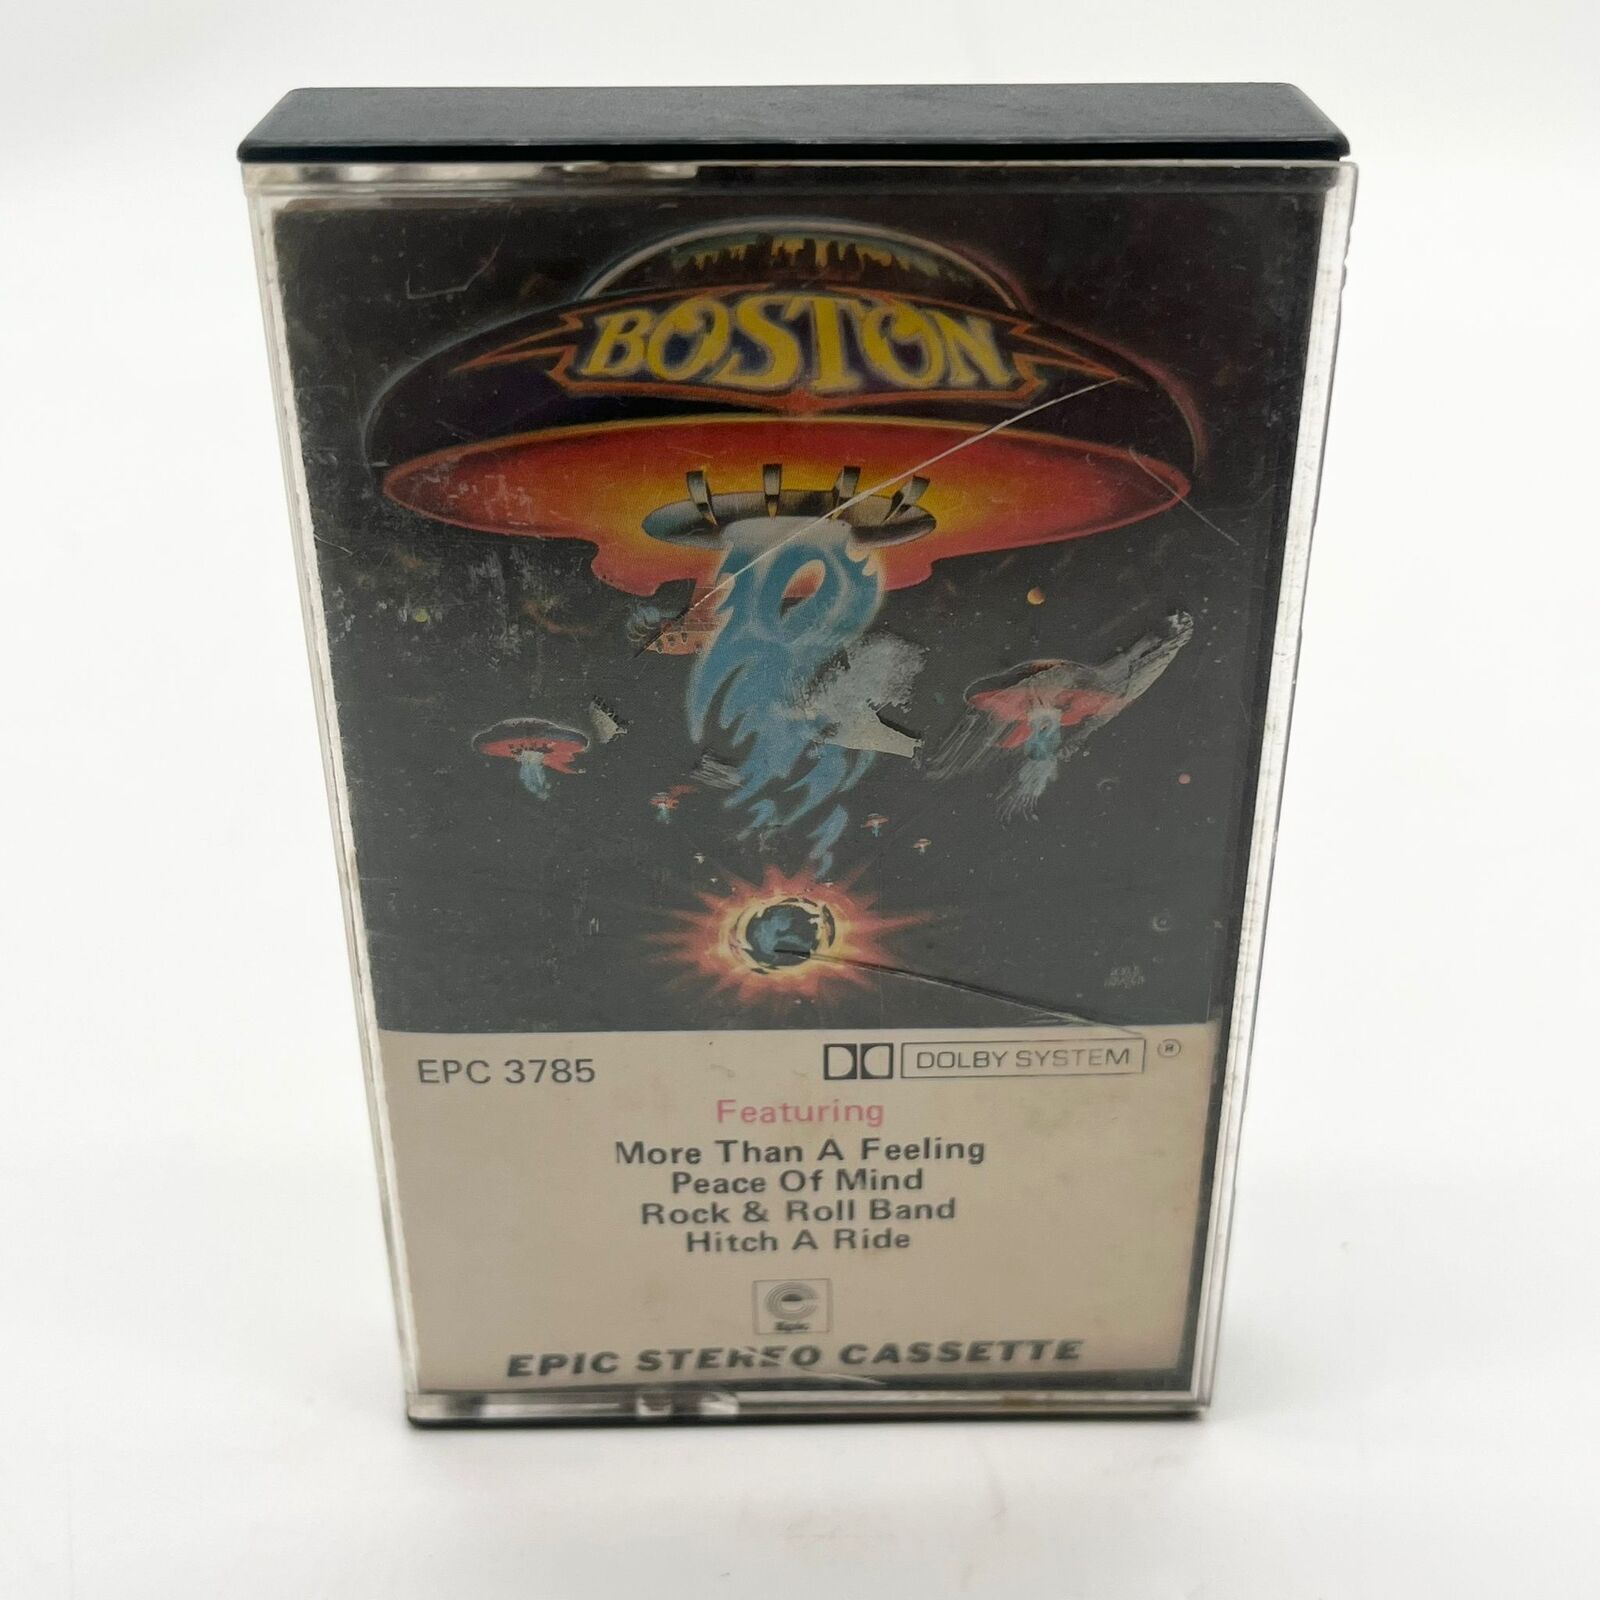 BOSTON
EPC 3785
DOLBY SYSTEM ®
Featuring
More Than A Feeling
Peace Of Mind
Rock & Roll Band
Hitch A Ride
Epic
EPIC STEREO CASSETTE